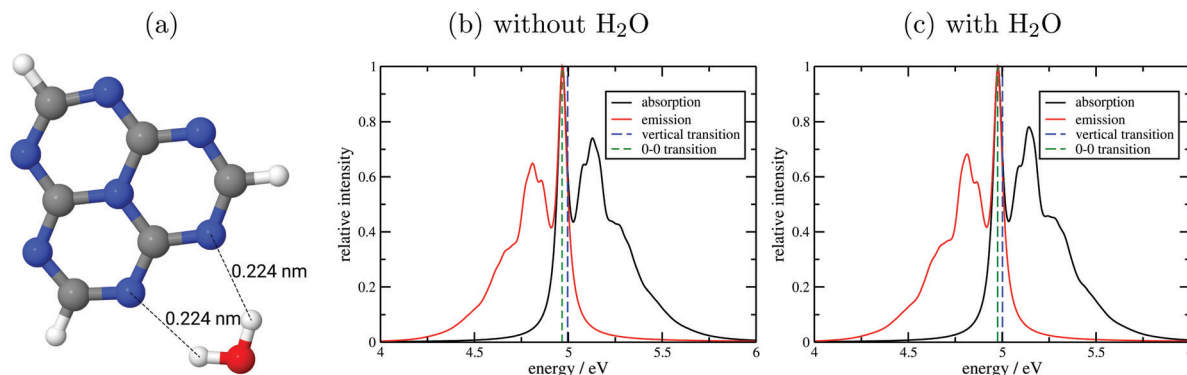 (a)
0.224 nm
0.224 nm
(b) without H₂O
relative intensity
1
0.8
0.6
0.4
0.2
0
4
4.5
5
5.5
6
energy / eV
absorption
emission
vertical transition
0-0 transition
(c) with H₂O
relative intensity
1
0.8
0.6
0.4
0.2
0
4
4.5
5
5.5
6
energy / eV
absorption
emission
vertical transition
0-0 transition